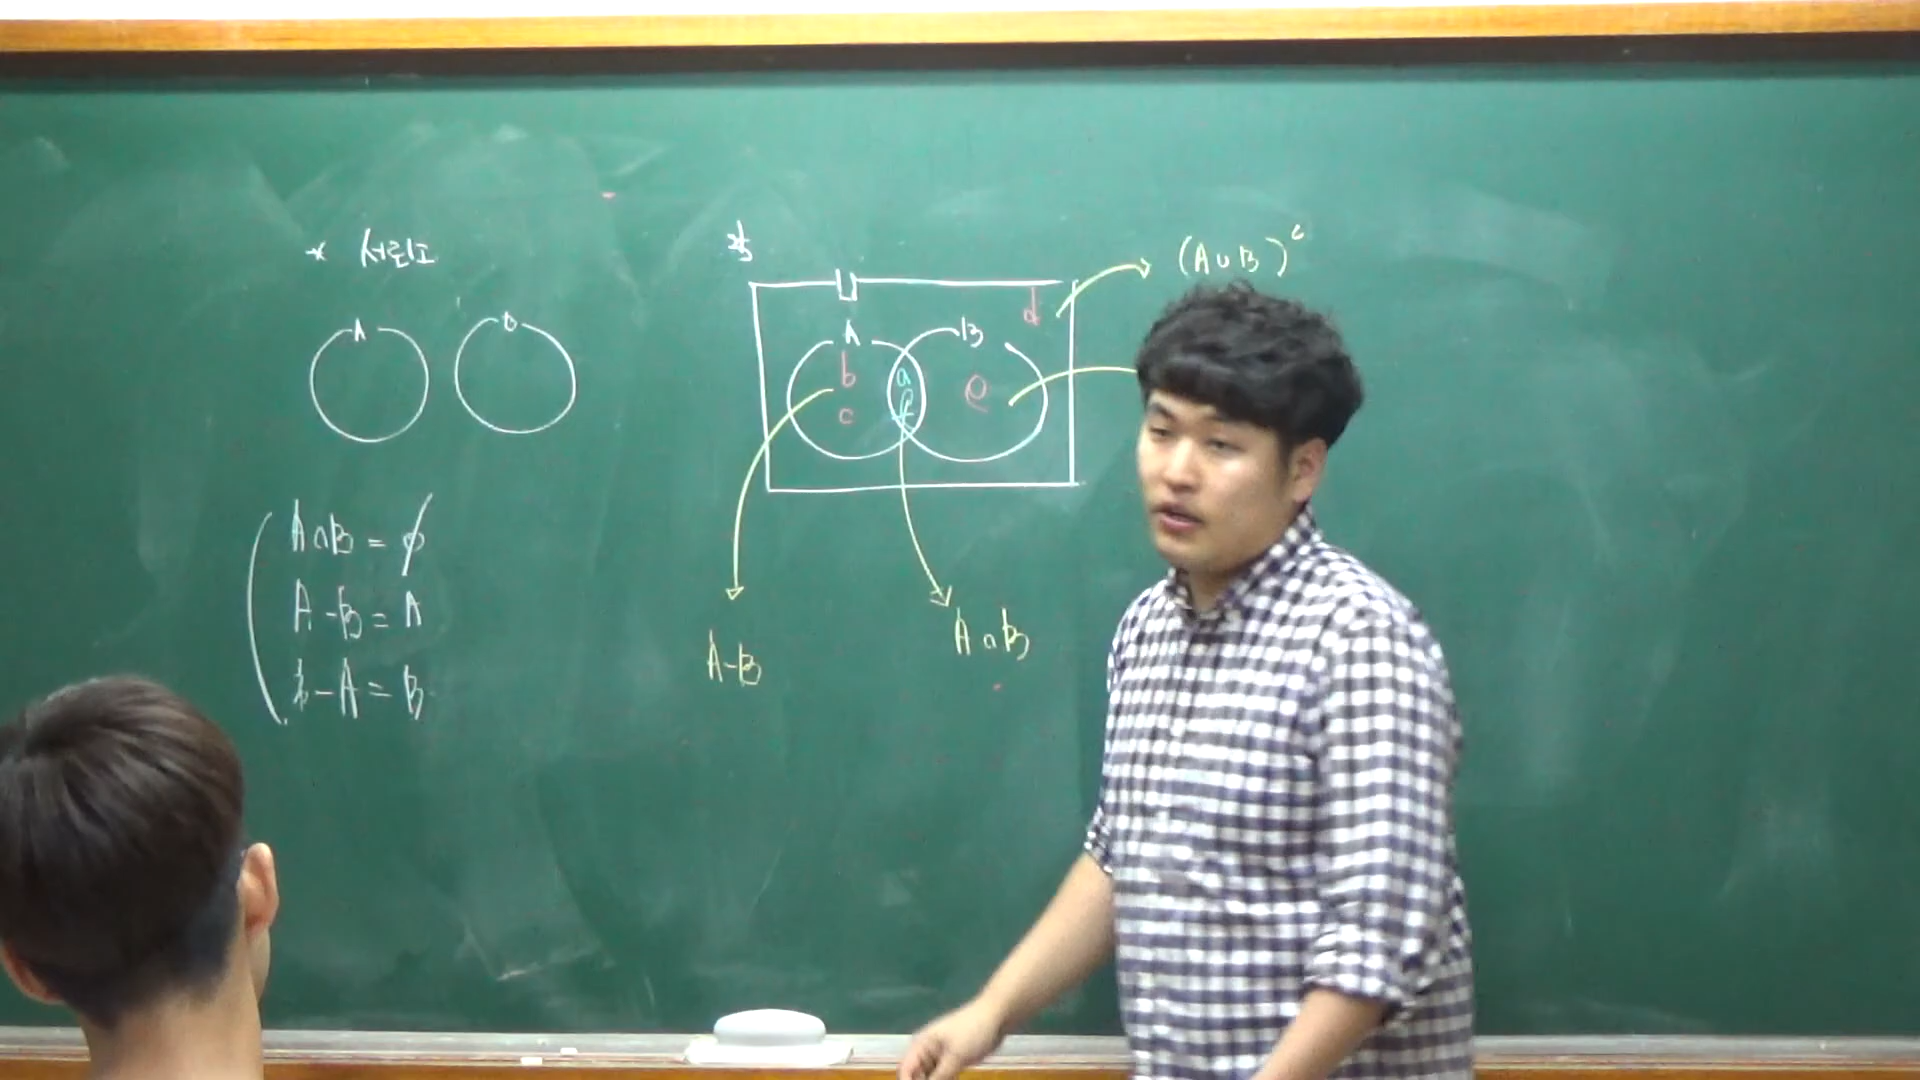 * 서로소
A B
A∩B = ∅
A-B = A
B-A = B
U
A B
b a e d
c f
(A∪B)ᶜ
A-B
A∩B